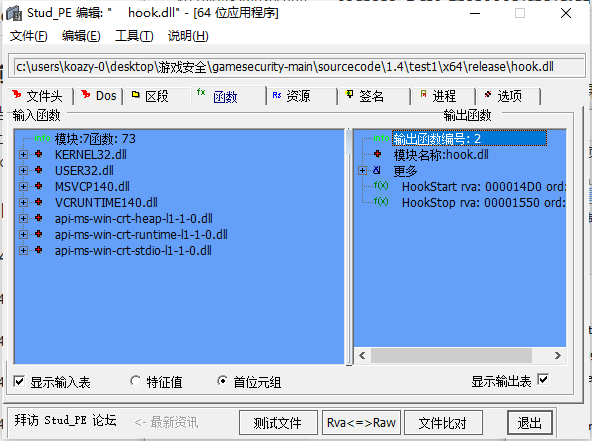 Stud_PE 编辑: " hook.dll" - [64 位应用程序]
文件(F) 编辑(E) 工具(T) 说明(H)
c:\users\koazy-0\desktop\游戏安全\gamesecurity-main\sourcecode\1.4\test1\x64\release\hook.dll
文件头 Dos 区段 函数 资源 签名 进程 选项
输入函数 输出函数
模块:7函数: 73
KERNEL32.dll
USER32.dll
MSVCP140.dll
VCRUNTIME140.dll
api-ms-win-crt-heap-l1-1-0.dll
api-ms-win-crt-runtime-l1-1-0.dll
api-ms-win-crt-stdio-l1-1-0.dll
输出函数编号: 2
模块名称:hook.dll
更多
f(x) HookStart rva: 000014D0 ord:
f(x) HookStop rva: 00001550 ord:
显示输入表 特征值 首位元组 显示输出表
拜访 Stud_PE 论坛 <- 最新资讯 测试文件 Rva<=>Raw 文件比对 退出